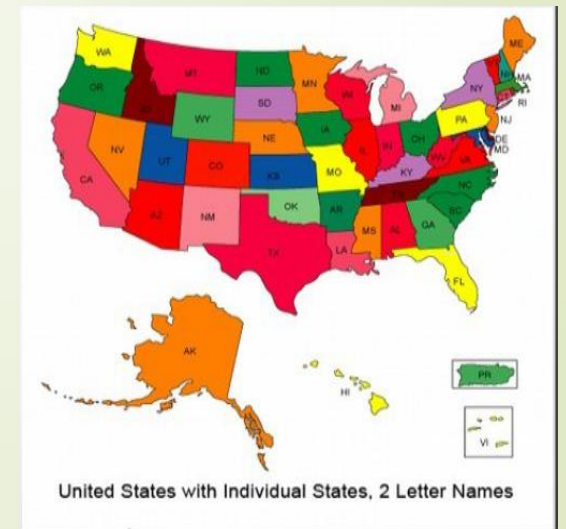 WA
MT
ND
MN
ME
OR
ID
WY
SD
WI
MI
NY
NH
MA
RI
NV
UT
CO
NE
IA
IL
IN
OH
PA
NJ
DE
MD
CA
KS
MO
KY
WV
VA
AZ
NM
OK
AR
TN
NC
SC
TX
LA
MS
AL
GA
FL
AK
HI
PR
VI
United States with Individual States, 2 Letter Names